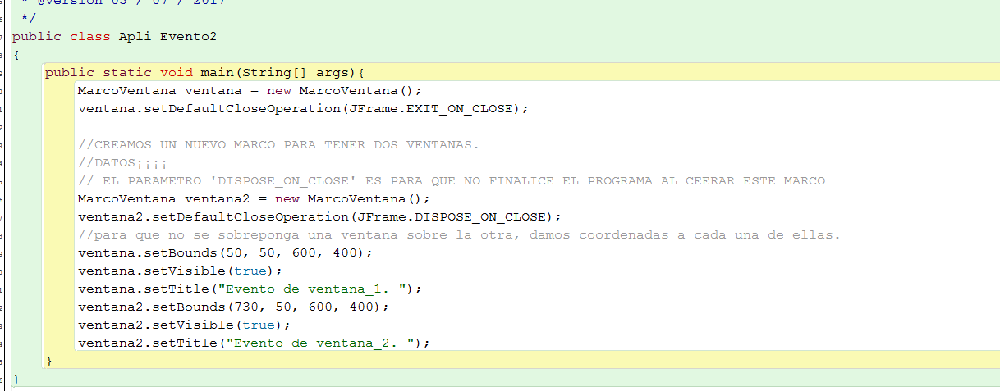 * @version 03 / 07 / 2017
*/
public class Apli_Evento2
{
public static void main(String[] args){
MarcoVentana ventana = new MarcoVentana();
ventana.setDefaultCloseOperation(JFrame.EXIT_ON_CLOSE);
//CREAMOS UN NUEVO MARCO PARA TENER DOS VENTANAS.
//DATOS¡¡¡¡
// EL PARAMETRO 'DISPOSE_ON_CLOSE' ES PARA QUE NO FINALICE EL PROGRAMA AL CEERAR ESTE MARCO
MarcoVentana ventana2 = new MarcoVentana();
ventana2.setDefaultCloseOperation(JFrame.DISPOSE_ON_CLOSE);
//para que no se sobreponga una ventana sobre la otra, damos coordenadas a cada una de ellas.
ventana.setBounds(50, 50, 600, 400);
ventana.setVisible(true);
ventana.setTitle("Evento de ventana_1. ");
ventana2.setBounds(730, 50, 600, 400);
ventana2.setVisible(true);
ventana2.setTitle("Evento de ventana_2. ");
}
}